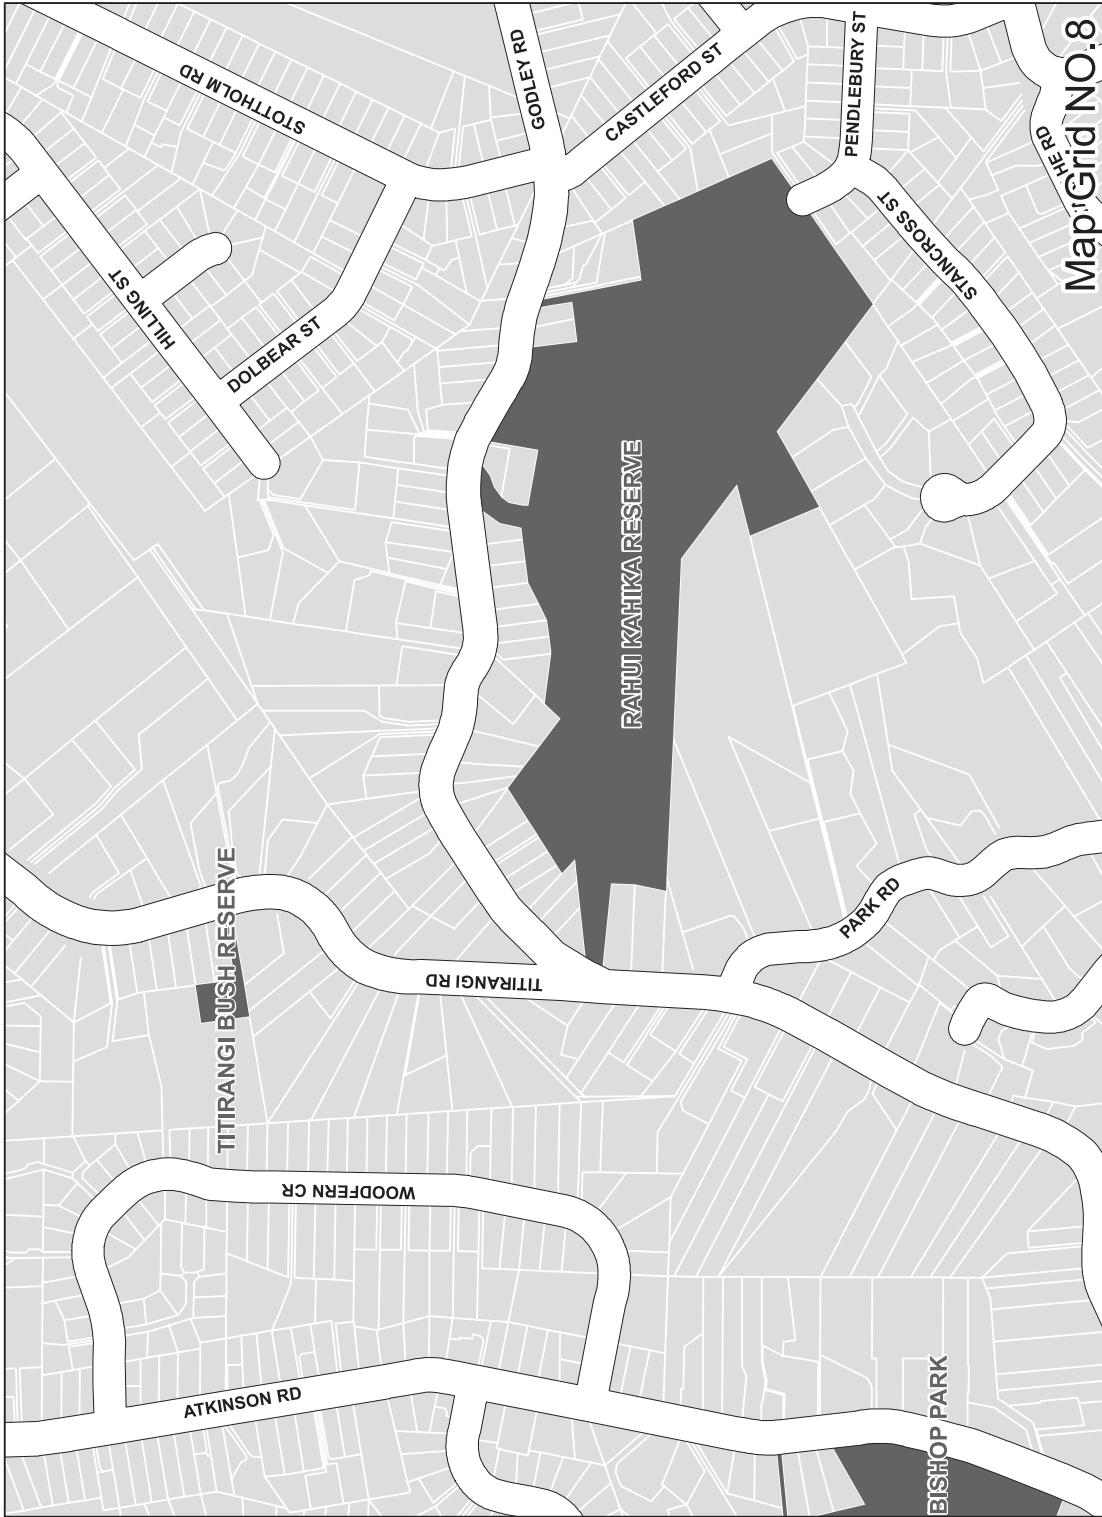 Map Grid NO.8
GODLEY RD
STOTTHOLM RD
CASTLEFORD ST
PENDLEBURY ST
HE RD
STAINCROSS ST
HILLING ST
DOLBEAR ST
RAHUI KAHIKA RESERVE
TITIRANGI BUSH RESERVE
PARK RD
TITIRANGI RD
WOODFERN CR
ATKINSON RD
BISHOP PARK